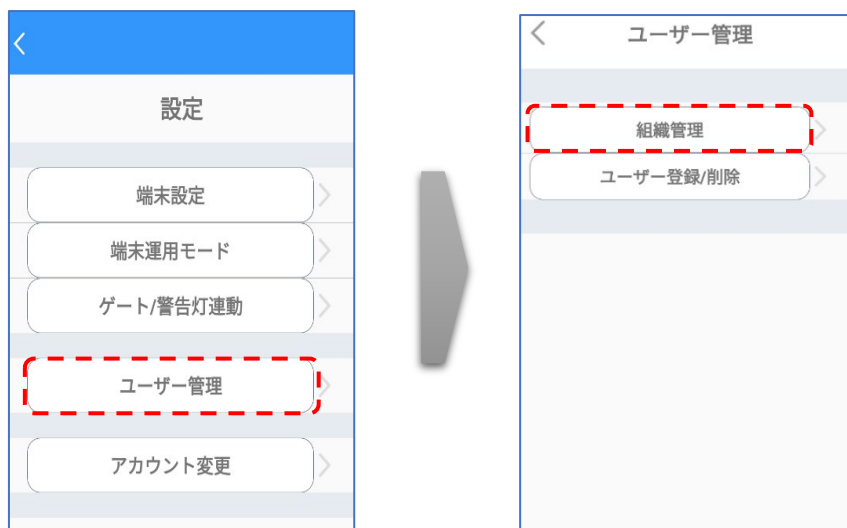 設定
端末設定
端末運用モード
ゲート/警告灯連動
ユーザー管理
アカウント変更
ユーザー管理
組織管理
ユーザー登録/削除